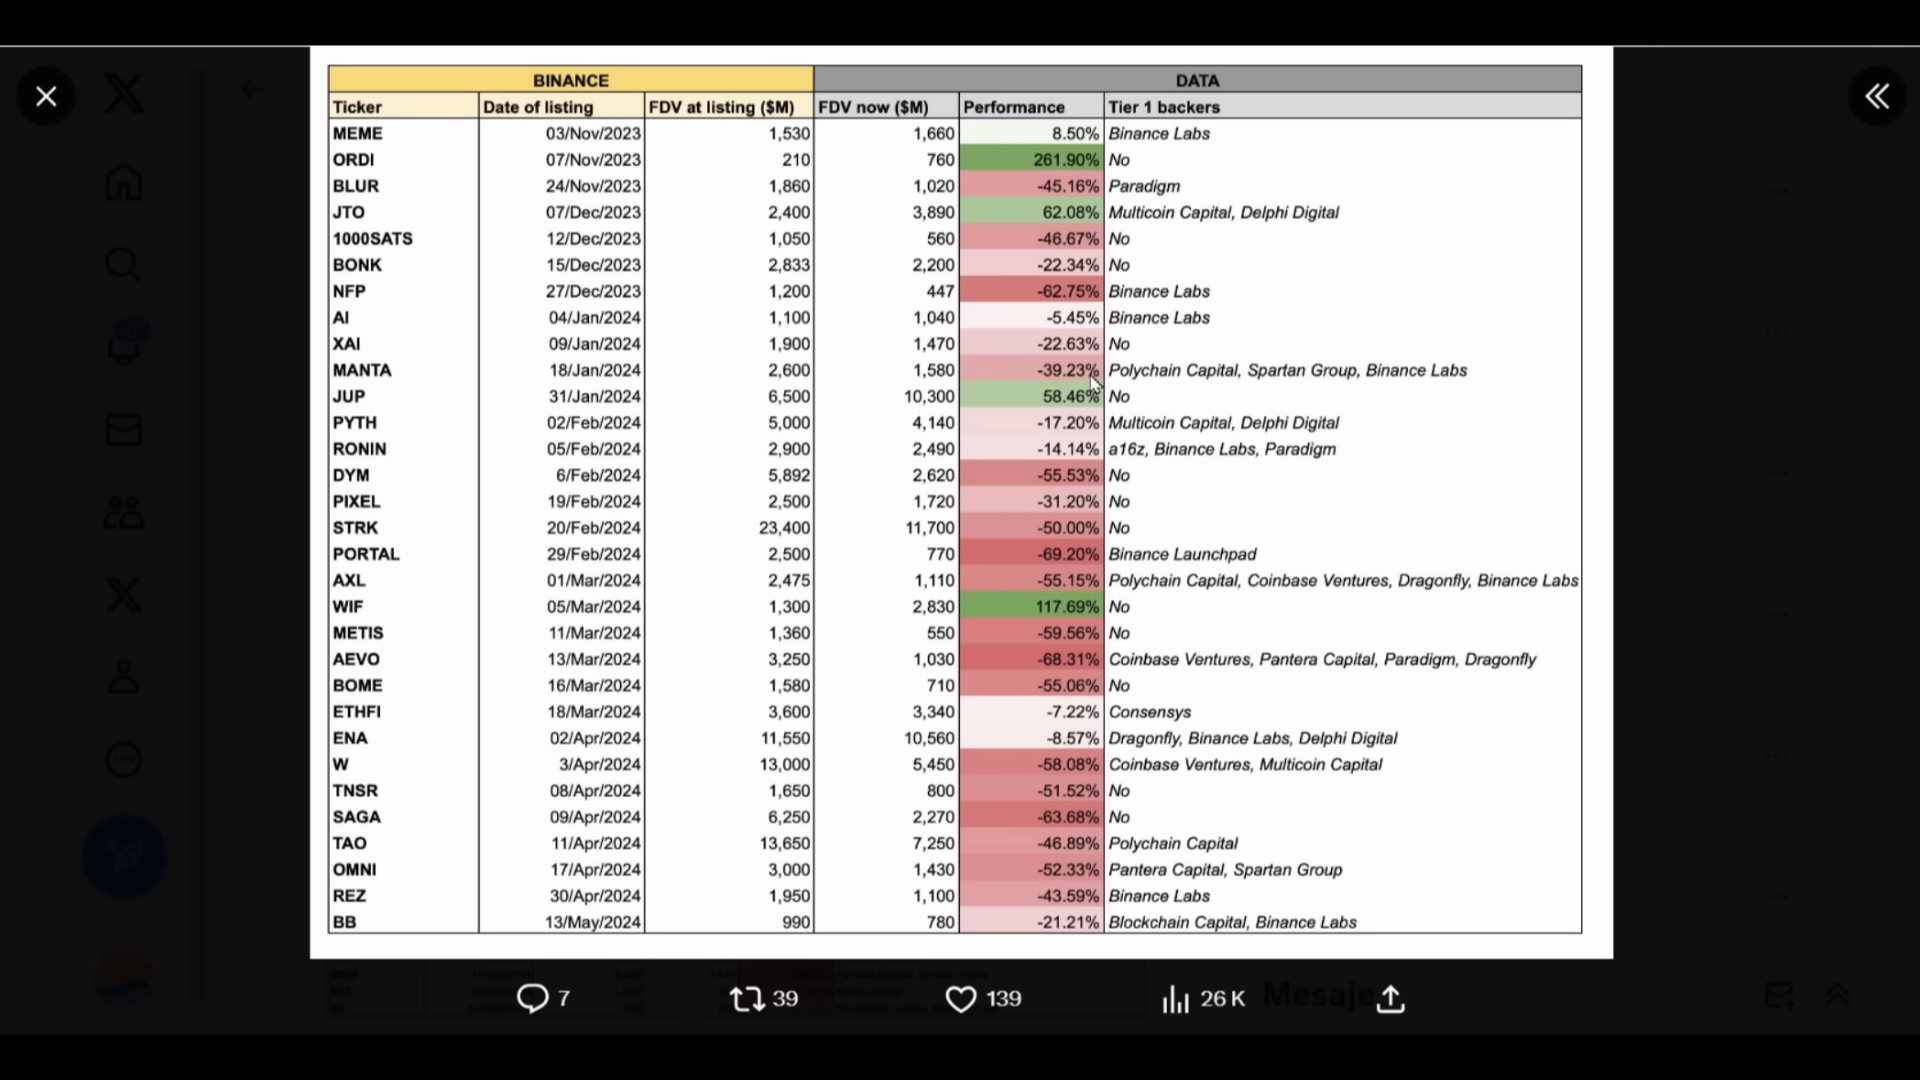 BINANCE DATA
Ticker Date of listing FDV at listing ($M) FDV now ($M) Performance Tier 1 backers
MEME 03/Nov/2023 1,530 1,660 8.50% Binance Labs
ORDI 07/Nov/2023 210 760 261.90% No
BLUR 24/Nov/2023 1,860 1,020 -45.16% Paradigm
JTO 07/Dec/2023 2,400 3,890 62.08% Multicoin Capital, Delphi Digital
1000SATS 12/Dec/2023 1,050 560 -46.67% No
BONK 15/Dec/2023 2,833 2,200 -22.34% No
NFP 27/Dec/2023 1,200 447 -62.75% Binance Labs
AI 04/Jan/2024 1,100 1,040 -5.45% Binance Labs
XAI 09/Jan/2024 1,900 1,470 -22.63% No
MANTA 18/Jan/2024 2,600 1,580 -39.23% Polychain Capital, Spartan Group, Binance Labs
JUP 31/Jan/2024 6,500 10,300 58.46% No
PYTH 02/Feb/2024 5,000 4,140 -17.20% Multicoin Capital, Delphi Digital
RONIN 05/Feb/2024 2,900 2,490 -14.14% a16z, Binance Labs, Paradigm
DYM 6/Feb/2024 5,892 2,620 -55.53% No
PIXEL 19/Feb/2024 2,500 1,720 -31.20% No
STRK 20/Feb/2024 23,400 11,700 -50.00% No
PORTAL 29/Feb/2024 2,500 770 -69.20% Binance Launchpad
AXL 01/Mar/2024 2,475 1,110 -55.15% Polychain Capital, Coinbase Ventures, Dragonfly, Binance Labs
WIF 05/Mar/2024 1,300 2,830 117.69% No
METIS 11/Mar/2024 1,360 550 -59.56% No
AEVO 13/Mar/2024 3,250 1,030 -68.31% Coinbase Ventures, Pantera Capital, Paradigm, Dragonfly
BOME 16/Mar/2024 1,580 710 -55.06% No
ETHFI 18/Mar/2024 3,600 3,340 -7.22% Consensys
ENA 02/Apr/2024 11,550 10,560 -8.57% Dragonfly, Binance Labs, Delphi Digital
W 3/Apr/2024 13,000 5,450 -58.08% Coinbase Ventures, Multicoin Capital
TNSR 08/Apr/2024 1,650 800 -51.52% No
SAGA 09/Apr/2024 6,250 2,270 -63.68% No
TAO 11/Apr/2024 13,650 7,250 -46.89% Polychain Capital
OMNI 17/Apr/2024 3,000 1,430 -52.33% Pantera Capital, Spartan Group
REZ 30/Apr/2024 1,950 1,100 -43.59% Binance Labs
BB 13/May/2024 990 780 -21.21% Blockchain Capital, Binance Labs
7 39 139 26 K Mesaje